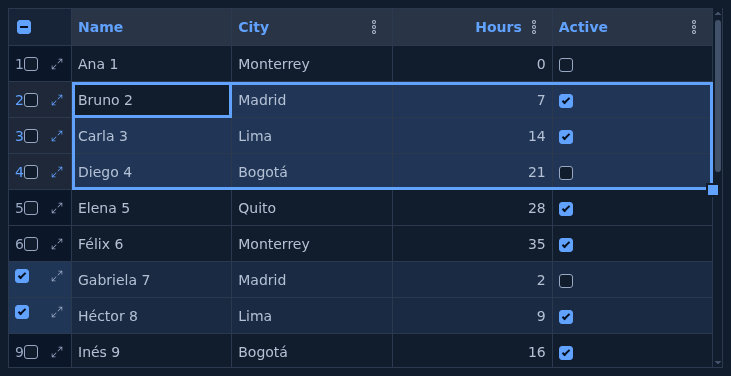 Name City Hours Active
1 Ana 1 Monterrey 0
2 Bruno 2 Madrid 7
3 Carla 3 Lima 14
4 Diego 4 Bogotá 21
5 Elena 5 Quito 28
6 Félix 6 Monterrey 35
Gabriela 7 Madrid 2
Héctor 8 Lima 9
9 Inés 9 Bogotá 16